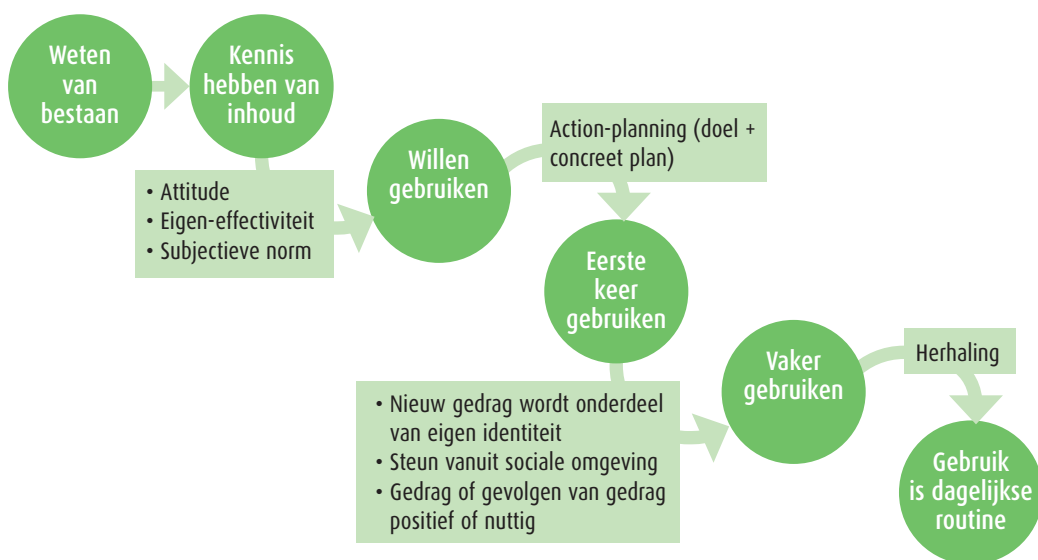 Weten
van
bestaan
Kennis
hebben van
inhoud
• Attitude
• Eigen-effectiviteit
• Subjectieve norm
Willen
gebruiken
Action-planning (doel +
concreet plan)
Eerste
keer
gebruiken
• Nieuw gedrag wordt onderdeel
van eigen identiteit
• Steun vanuit sociale omgeving
• Gedrag of gevolgen van gedrag
positief of nuttig
Vaker
gebruiken
Herhaling
Gebruik
is dagelijkse
routine